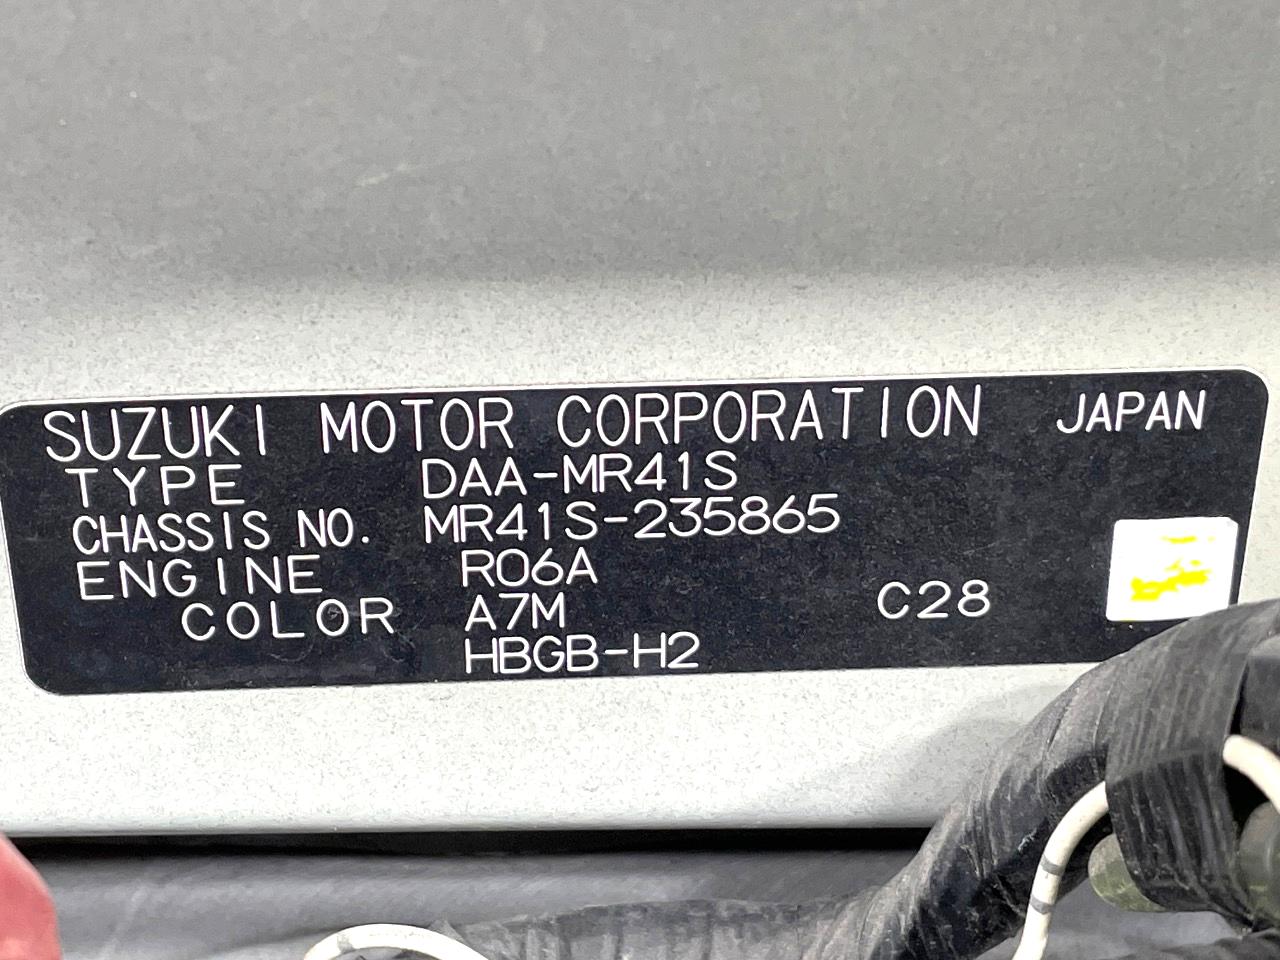 SUZUKI MOTOR CORPORATION JAPAN
TYPE DAA-MR41S
CHASSIS NO. MR41S-235865
ENGINE R06A
COLOR A7M C28
HBGB-H2